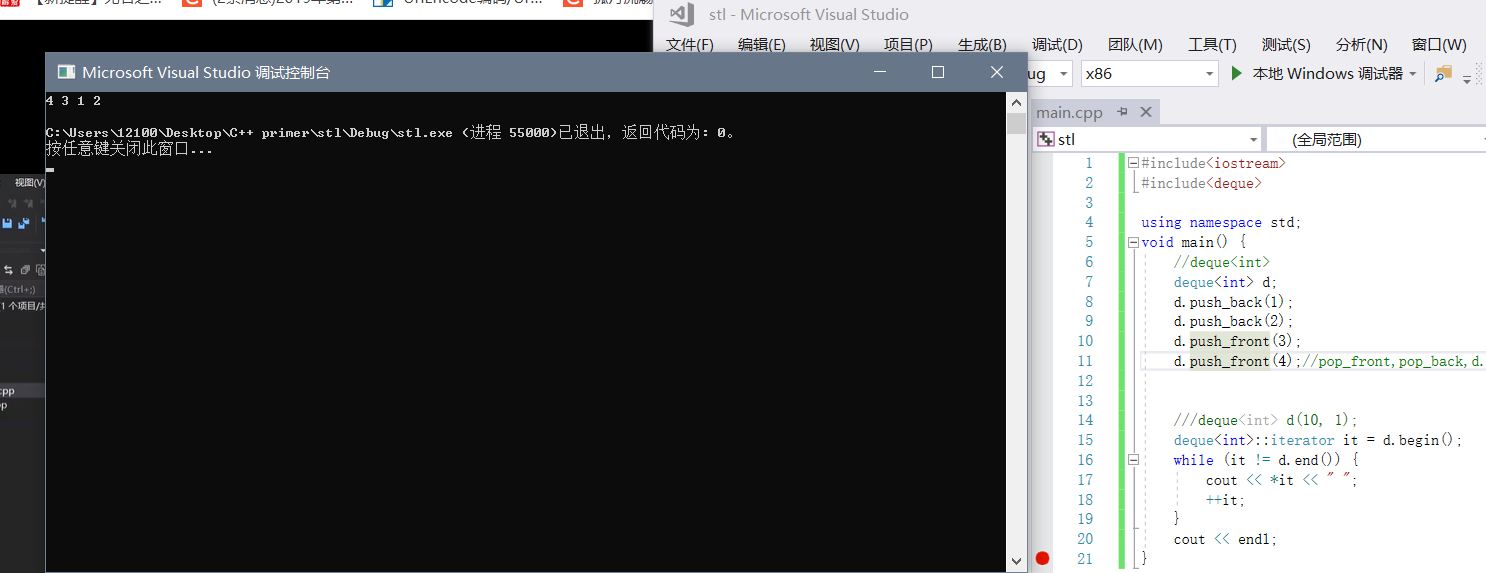 stl - Microsoft Visual Studio
文件(F) 编辑(E) 视图(V) 项目(P) 生成(B) 调试(D) 团队(M) 工具(T) 测试(S) 分析(N) 窗口(W)
x86 本地 Windows 调试器
Microsoft Visual Studio 调试控制台
4 3 1 2
C:\Users\12100\Desktop\C++ primer\stl\Debug\stl.exe (进程 55000)已退出，返回代码为: 0。
按任意键关闭此窗口...
视图(V)
(Ctrl+;)
cpp
main.cpp
stl (全局范围)
1 #include<iostream>
2 #include<deque>
3
4 using namespace std;
5 void main() {
6 //deque<int>
7 deque<int> d;
8 d.push_back(1);
9 d.push_back(2);
10 d.push_front(3);
11 d.push_front(4);//pop_front,pop_back,d.
12
13
14 ///deque<int> d(10, 1);
15 deque<int>::iterator it = d.begin();
16 while (it != d.end()) {
17 cout << *it << " ";
18 ++it;
19 }
20 cout << endl;
21 }